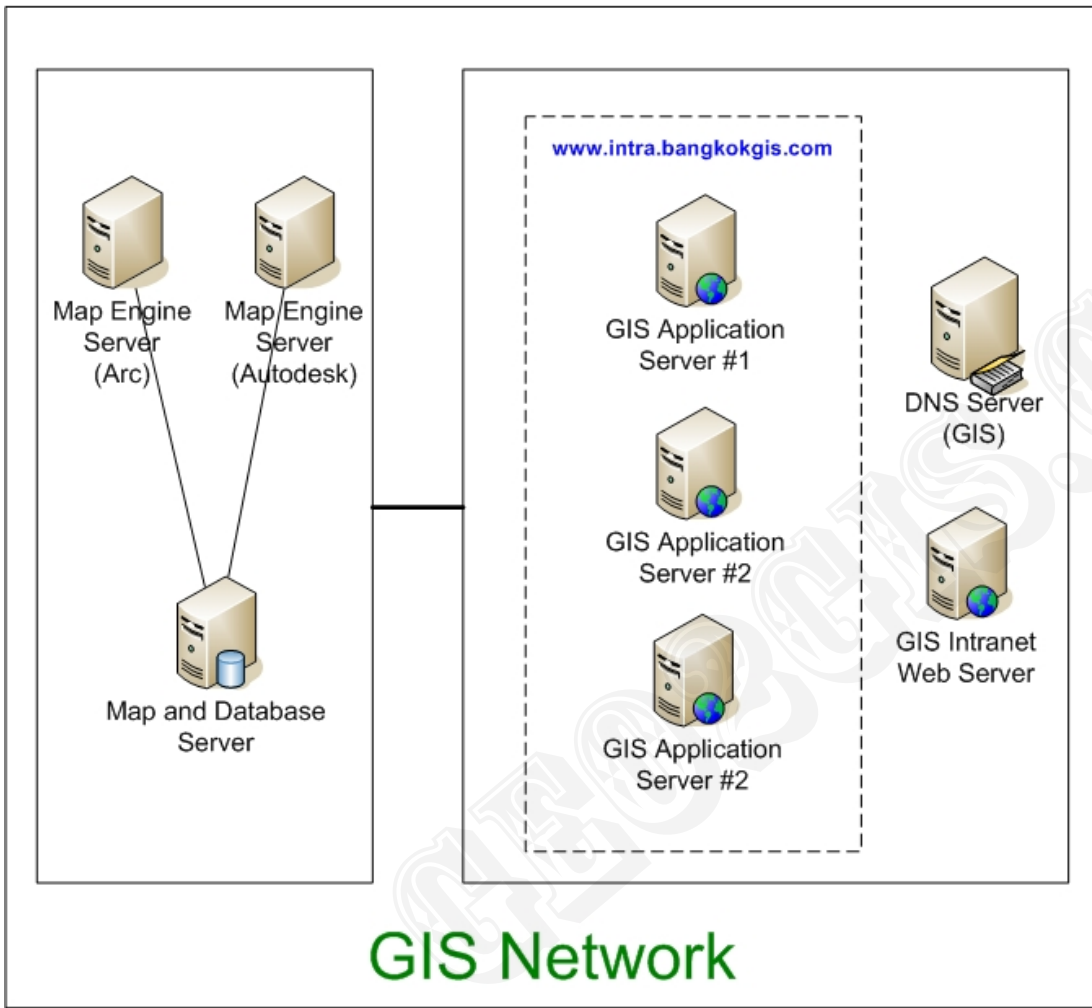 www.intra.bangkokgis.com
Map Engine
Server
(Arc)
Map Engine
Server
(Autodesk)
Map and Database
Server
GIS Application
Server #1
GIS Application
Server #2
GIS Application
Server #2
DNS Server
(GIS)
GIS Intranet
Web Server
GIS Network